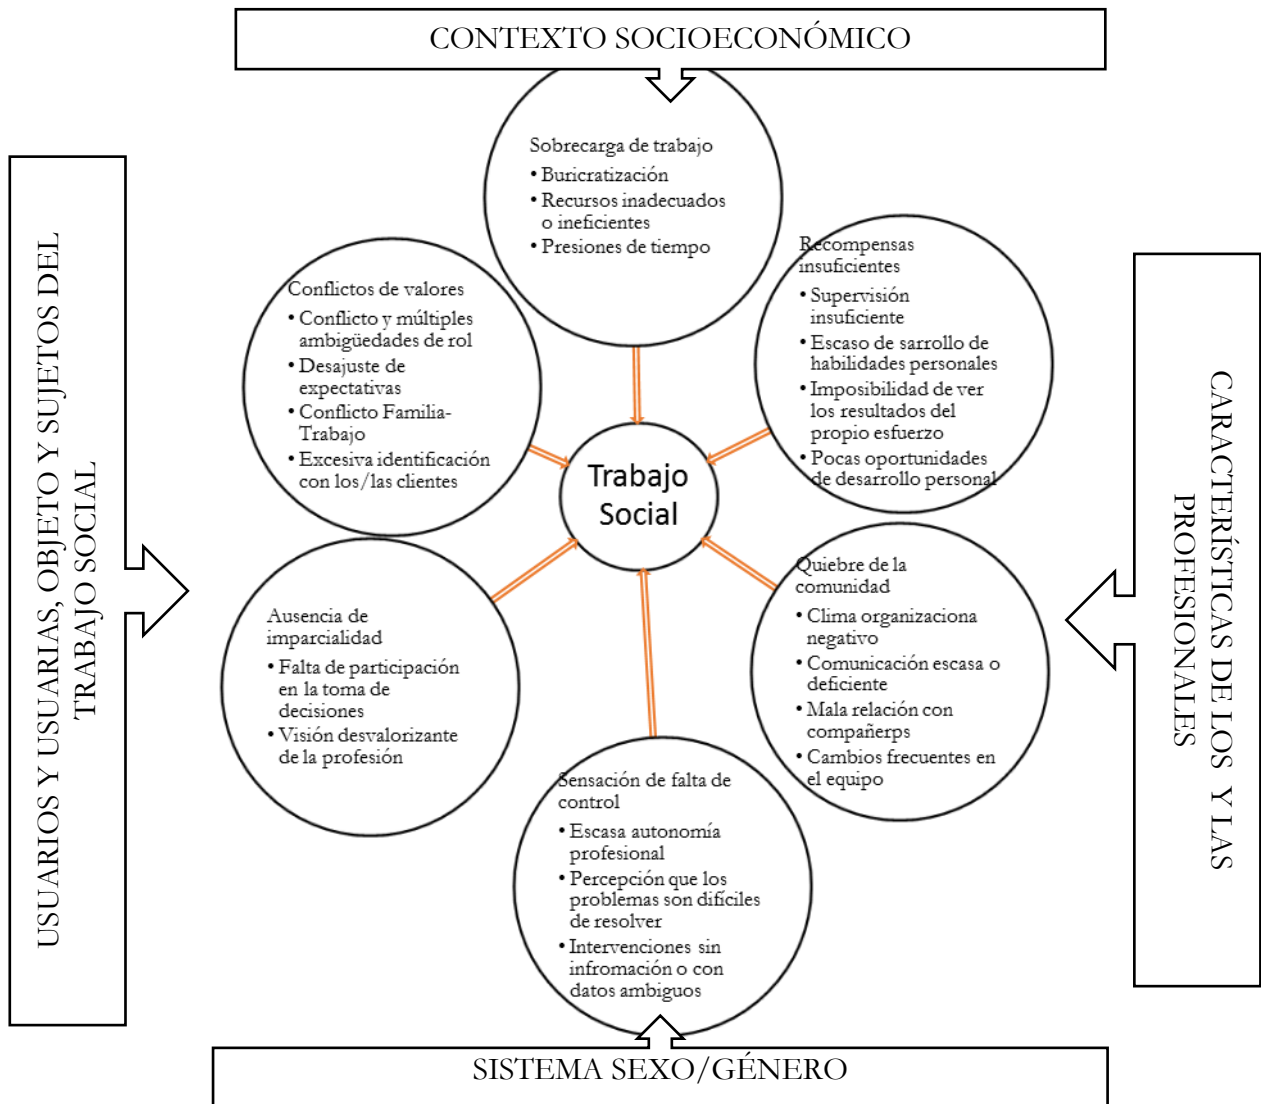 CONTEXTO SOCIOECONÓMICO
USUARIOS Y USUARIAS, OBJETO Y SUJETOS DEL
TRABAJO SOCIAL
Sobrecarga de trabajo
• Buricratización
• Recursos inadecuados
o ineficientes
• Presiones de tiempo
Recompensas
insuficientes
• Supervisión
insuficiente
• Escaso de sarrollo de
habilidades personales
• Imposibilidad de ver
los resultados del
propio esfuerzo
• Pocas oportunidades
de desarrollo personal
Conflictos de valores
• Conflicto y múltiples
ambigüedades de rol
• Desajuste de
expectativas
• Conflicto Familia-
Trabajo
• Excesiva identificación
con los/las clientes
Trabajo
Social
Quiebre de la
comunidad
• Clima organizaciona
negativo
• Comunicación escasa o
deficiente
• Mala relación con
compañerps
• Cambios frecuentes en
el equipo
Ausencia de
imparcialidad
• Falta de participación
en la toma de
decisiones
• Visión desvalorizante
de la profesión
Sensación de falta de
control
• Escasa autonomía
profesional
• Percepción que los
problemas son difíciles
de resolver
• Intervenciones sin
infromación o con
datos ambiguos
CARACTERÍSTICAS DE LOS Y LAS
PROFESIONALES
SISTEMA SEXO/GÉNERO